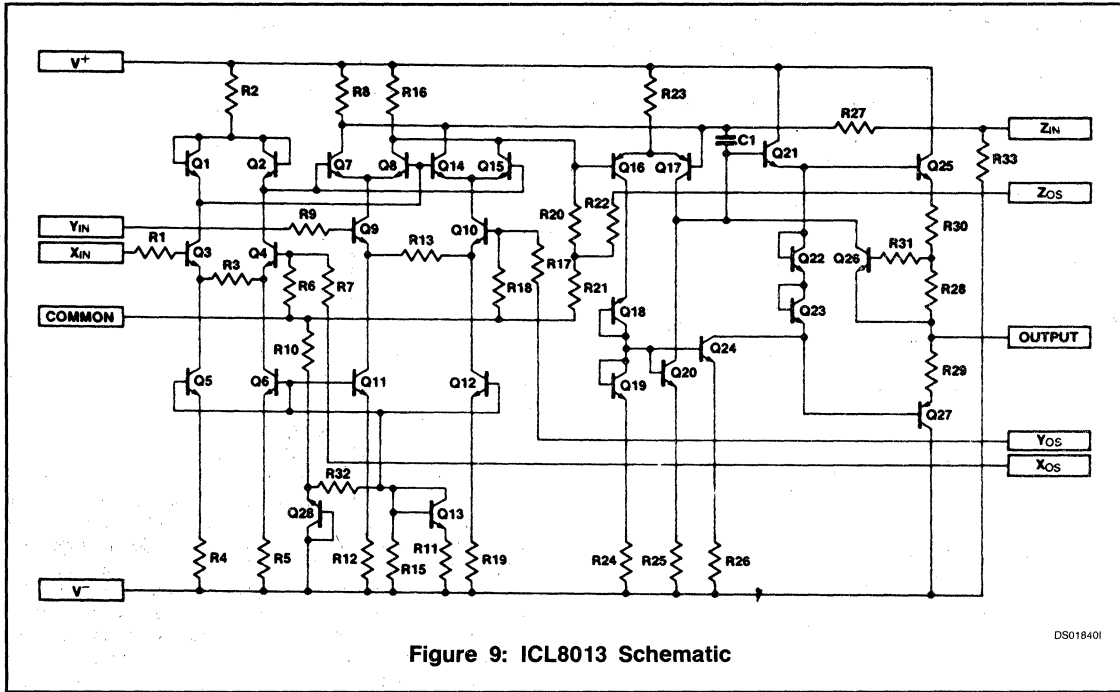 V+
R2
R8
R16
R23
R27
ZIN
C1
Q21
R33
Q1
Q2
Q7
Q8
Q14
Q15
Q16
Q17
Q25
ZOS
R22
R20
YIN
R9
R30
XIN
R1
Q3
Q4
Q9
R13
Q10
R17
R31
Q22
Q26
R3
R6
R7
R18
R21
R28
COMMON
Q18
Q23
OUTPUT
R10
Q24
R29
Q5
Q6
Q11
Q12
Q19
Q20
Q27
YOS
XOS
R32
Q28
Q13
R4
R5
R12
R15
R11
R19
R24
R25
R26
V-
DS01840I
Figure 9: ICL8013 Schematic